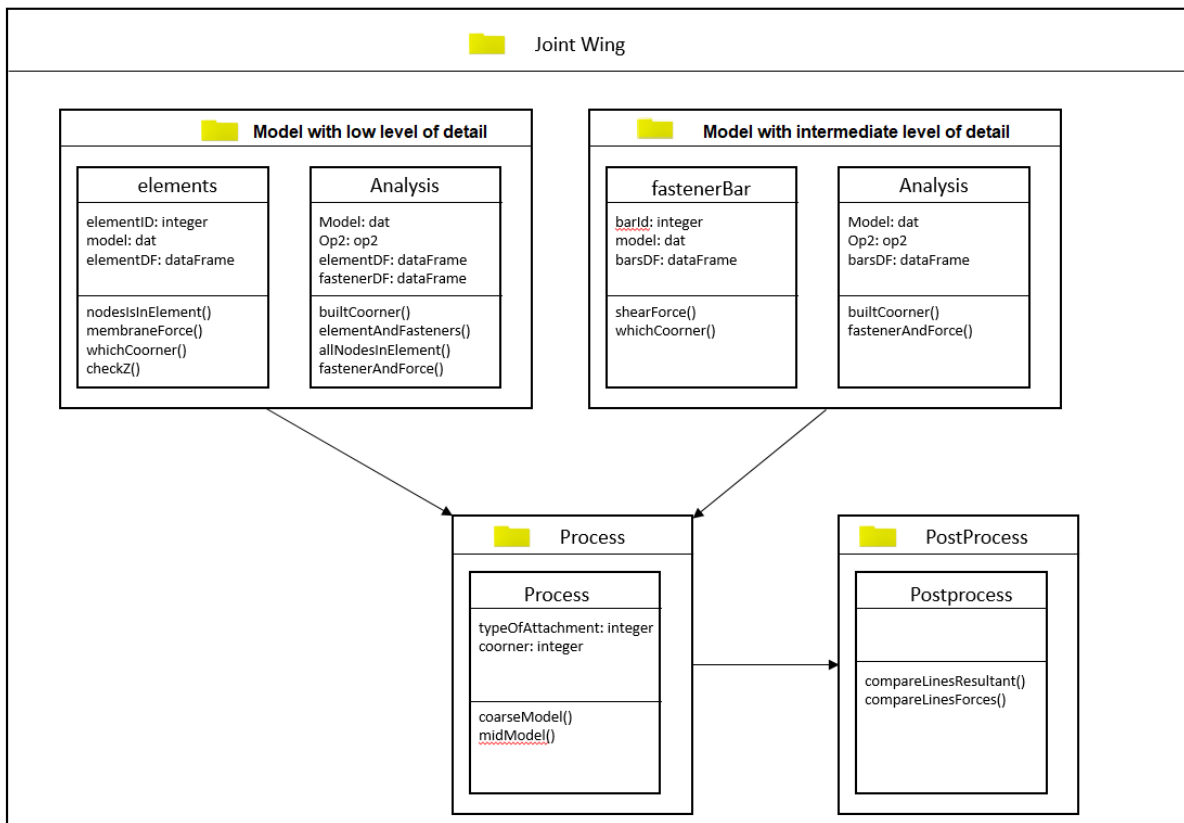 Joint Wing
Model with low level of detail
elements
elementID: integer
model: dat
elementDF: dataFrame
nodesIsInElement()
membraneForce()
whichCoorner()
checkZ()
Analysis
Model: dat
Op2: op2
elementDF: dataFrame
fastenerDF: dataFrame
builtCoorner()
elementAndFasteners()
allNodesInElement()
fastenerAndForce()
Model with intermediate level of detail
fastenerBar
barId: integer
model: dat
barsDF: dataFrame
shearForce()
whichCoorner()
Analysis
Model: dat
Op2: op2
barsDF: dataFrame
builtCoorner()
fastenerAndForce()
Process
Process
typeOfAttachment: integer
coorner: integer
coarseModel()
midModel()
PostProcess
Postprocess
compareLinesResultant()
compareLinesForces()